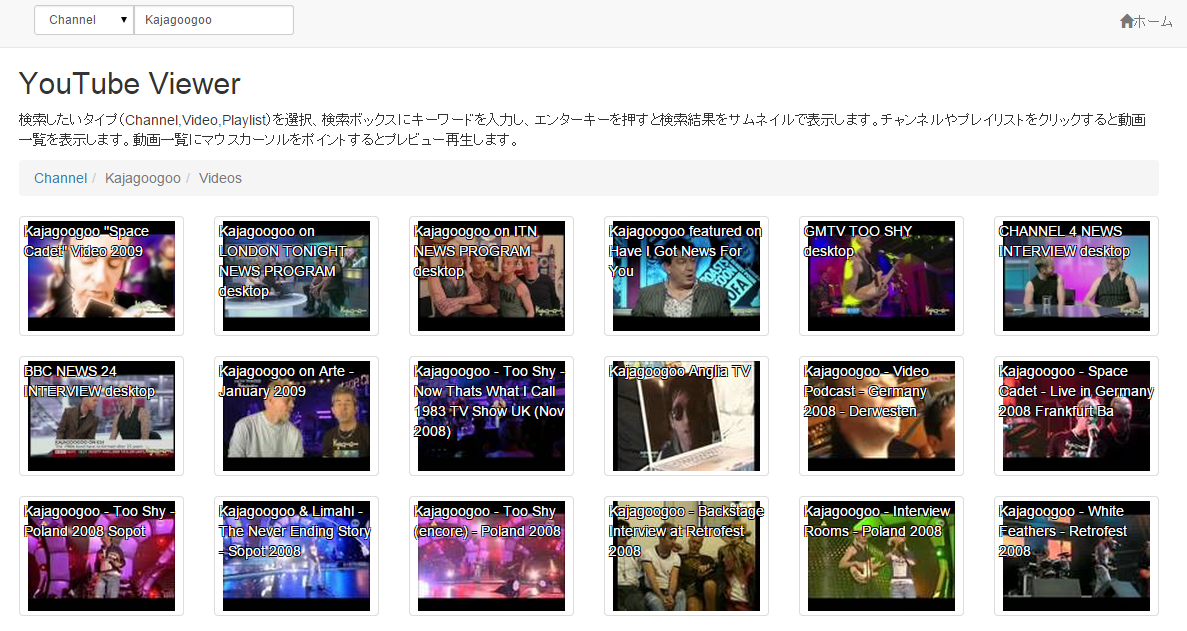 Channel ▼ Kajagoogoo ホーム
YouTube Viewer
検索したいタイプ(Channel,Video,Playlist)を選択、検索ボックスにキーワードを入力し、エンターキーを押すと検索結果をサムネイルで表示します。チャンネルやプレイリストをクリックすると動画
一覧を表示します。動画一覧にマウスカーソルをポイントするとプレビュー再生します。
Channel / Kajagoogoo / Videos
Kajagoogoo "Space
Cadet" Video 2009
Kajagoogoo on
LONDON TONIGHT
NEWS PROGRAM
desktop
Kajagoogoo on ITN
NEWS PROGRAM
desktop
Kajagoogoo featured on
Have I Got News For
You
GMTV TOO SHY
desktop
CHANNEL 4 NEWS
INTERVIEW desktop
BBC NEWS 24
INTERVIEW desktop
Kajagoogoo on Arte -
January 2009
Kajagoogoo - Too Shy -
Now Thats What I Call
1983 TV Show UK (Nov
2008)
Kajagoogoo Anglia TV
Kajagoogoo - Video
Podcast - Germany
2008 - Derwesten
Kajagoogoo - Space
Cadet - Live in Germany
2008 Frankfurt Ba
Kajagoogoo - Too Shy -
Poland 2008 Sopot
Kajagoogoo & Limahl -
The Never Ending Story
- Sopot 2008
Kajagoogoo - Too Shy
(encore) - Poland 2008
Kajagoogoo - Backstage
Interview at Retrofest
2008
Kajagoogoo - Interview
Rooms - Poland 2008
Kajagoogoo - White
Feathers - Retrofest
2008